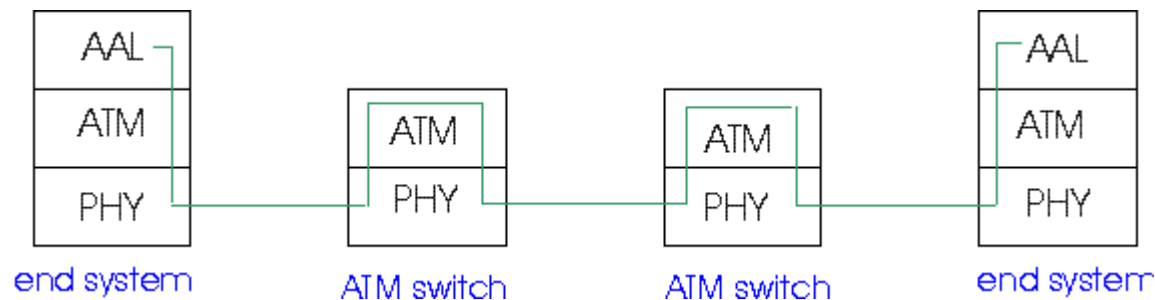 AAL
ATM
PHY
end system
ATM
PHY
ATM switch
ATM
PHY
ATM switch
AAL
ATM
PHY
end system